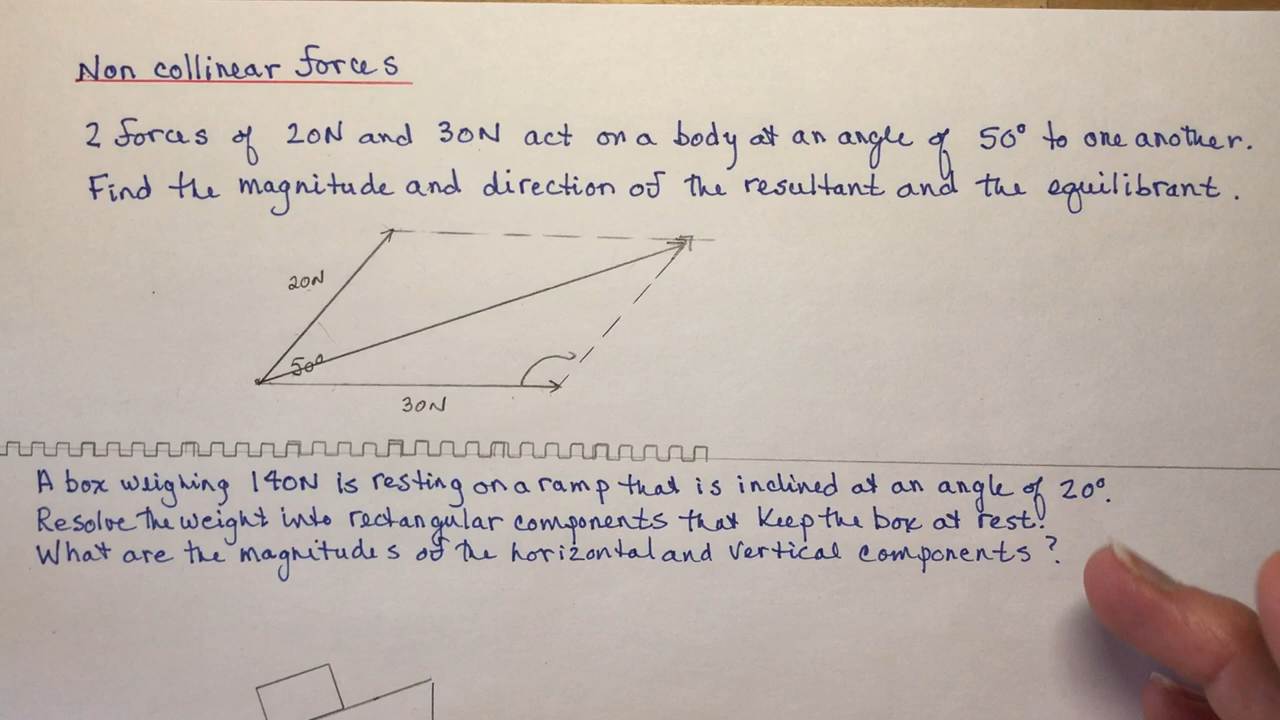 Non collinear forces
2 forces of 20N and 30N act on a body at an angle of 50° to one another.
Find the magnitude and direction of the resultant and the equilibrant.
20N
50°
30N
A box weighing 140N is resting on a ramp that is inclined at an angle of 20°.
Resolve the weight into rectangular components that keep the box at rest.
What are the magnitudes of the horizontal and vertical components?